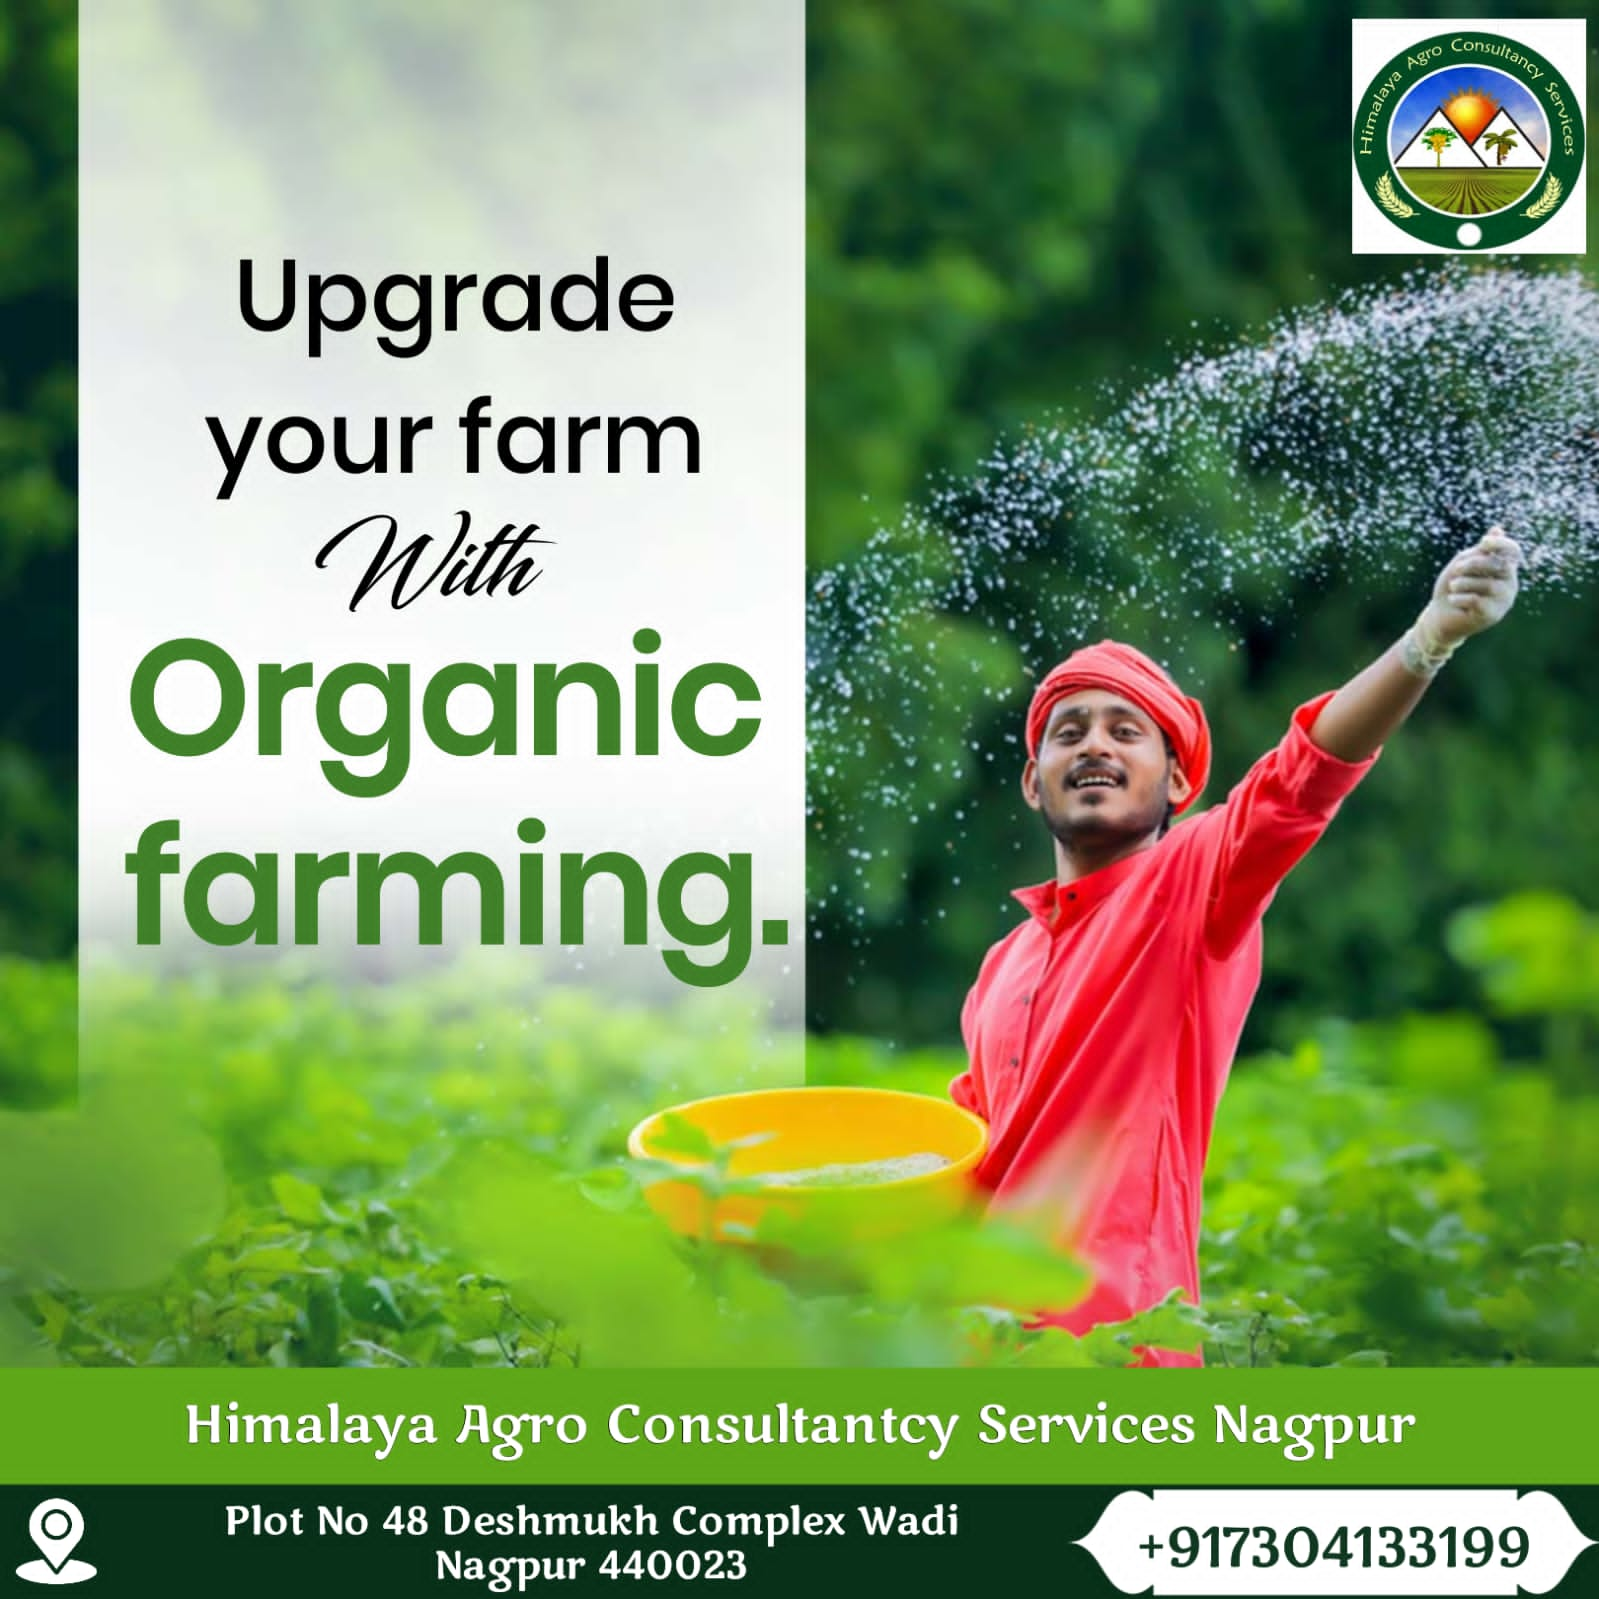 Himalaya Agro Consultancy Services
Upgrade
your farm
With
Organic
farming.
Himalaya Agro Consultantcy Services Nagpur
Plot No 48 Deshmukh Complex Wadi
Nagpur 440023
+917304133199